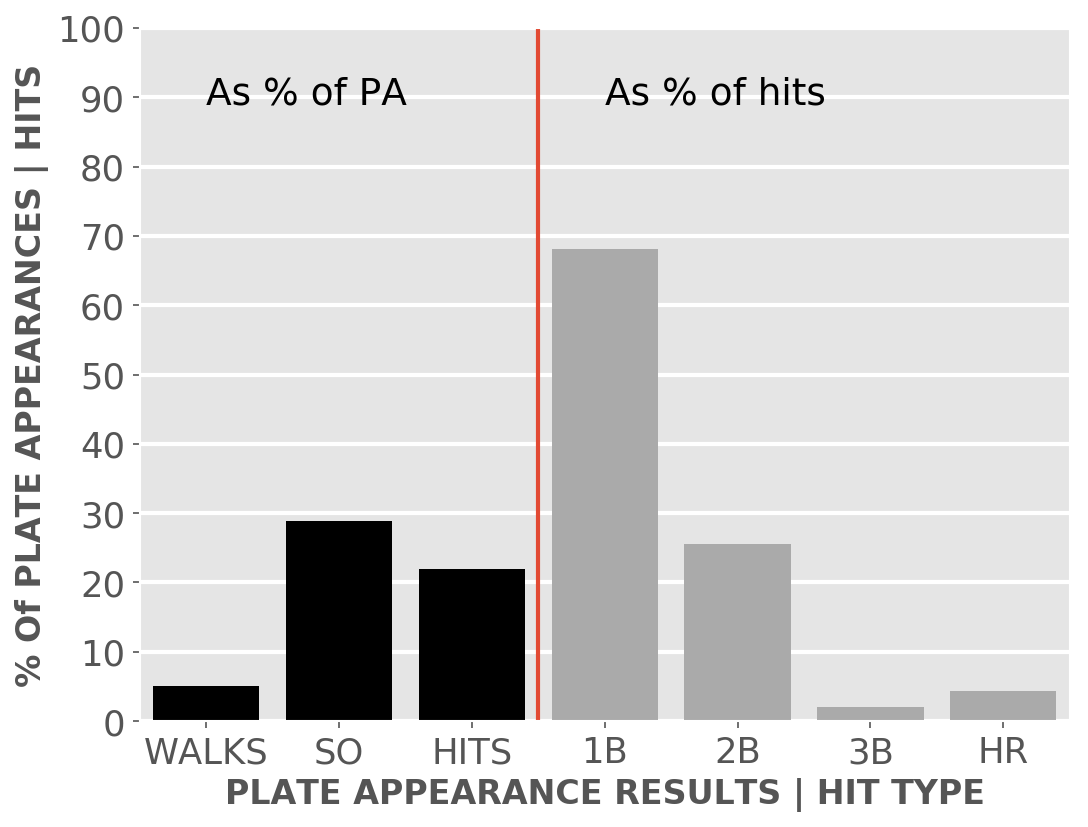 As % of PA
As % of hits
% Of PLATE APPEARANCES | HITS
100
90
80
70
60
50
40
30
20
10
0
WALKS SO HITS 1B 2B 3B HR
PLATE APPEARANCE RESULTS | HIT TYPE